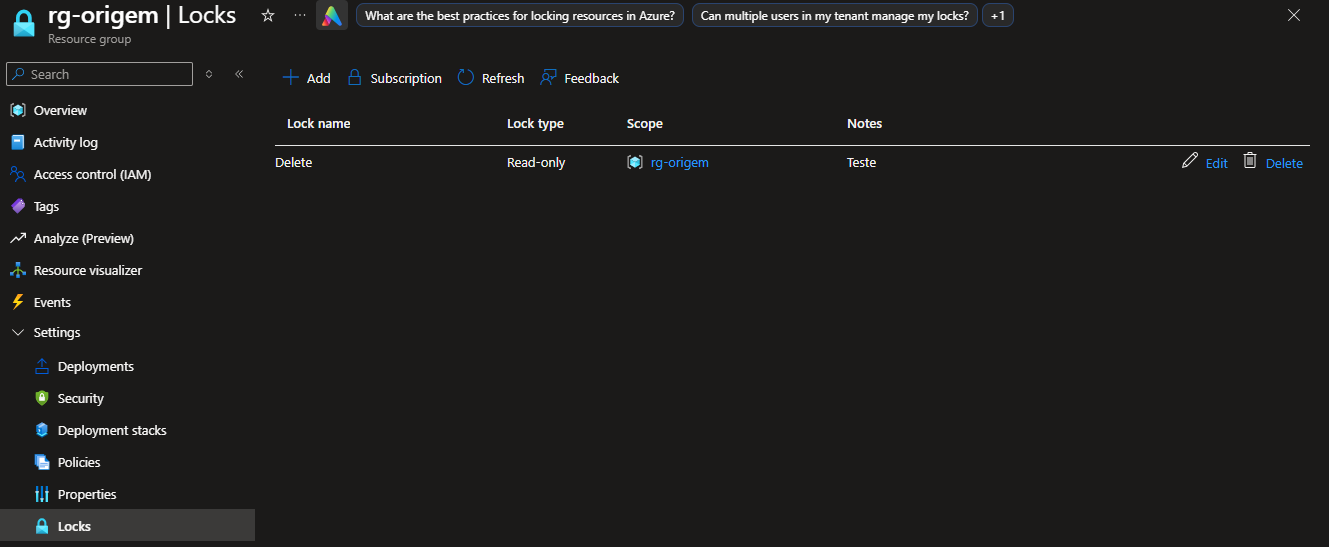 rg-origem | Locks
Resource group
What are the best practices for locking resources in Azure?
Can multiple users in my tenant manage my locks?
+1
Search
Add
Subscription
Refresh
Feedback
Lock name Lock type Scope Notes
Delete Read-only rg-origem Teste Edit Delete
Overview
Activity log
Access control (IAM)
Tags
Analyze (Preview)
Resource visualizer
Events
Settings
Deployments
Security
Deployment stacks
Policies
Properties
Locks